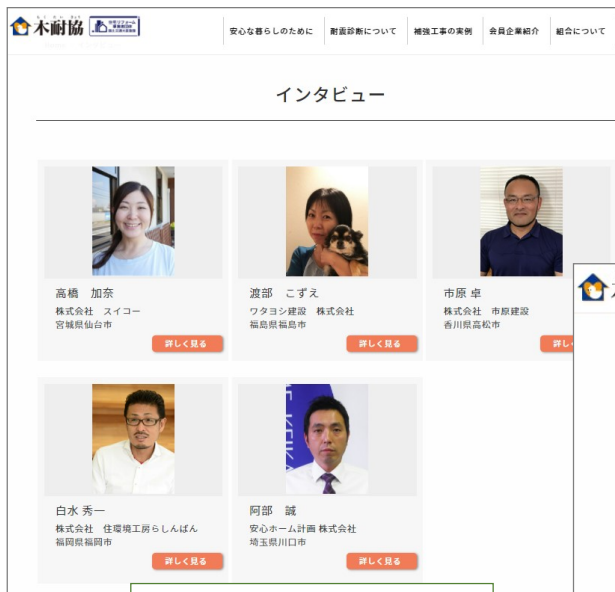 木耐協
安心な暮らしのために
耐震診断について
補強工事の実例
会員企業紹介
組合について
インタビュー
高橋　加奈
株式会社　スイコー
宮城県仙台市
詳しく見る
渡部　こずえ
ワタヨシ建設　株式会社
福島県福島市
詳しく見る
市原 卓
株式会社　市原建設
香川県高松市
詳し
白水 秀一
株式会社　住環境工房らしんばん
福岡県福岡市
詳しく見る
阿部　誠
安心ホーム計画 株式会社
埼玉県川口市
詳しく見る